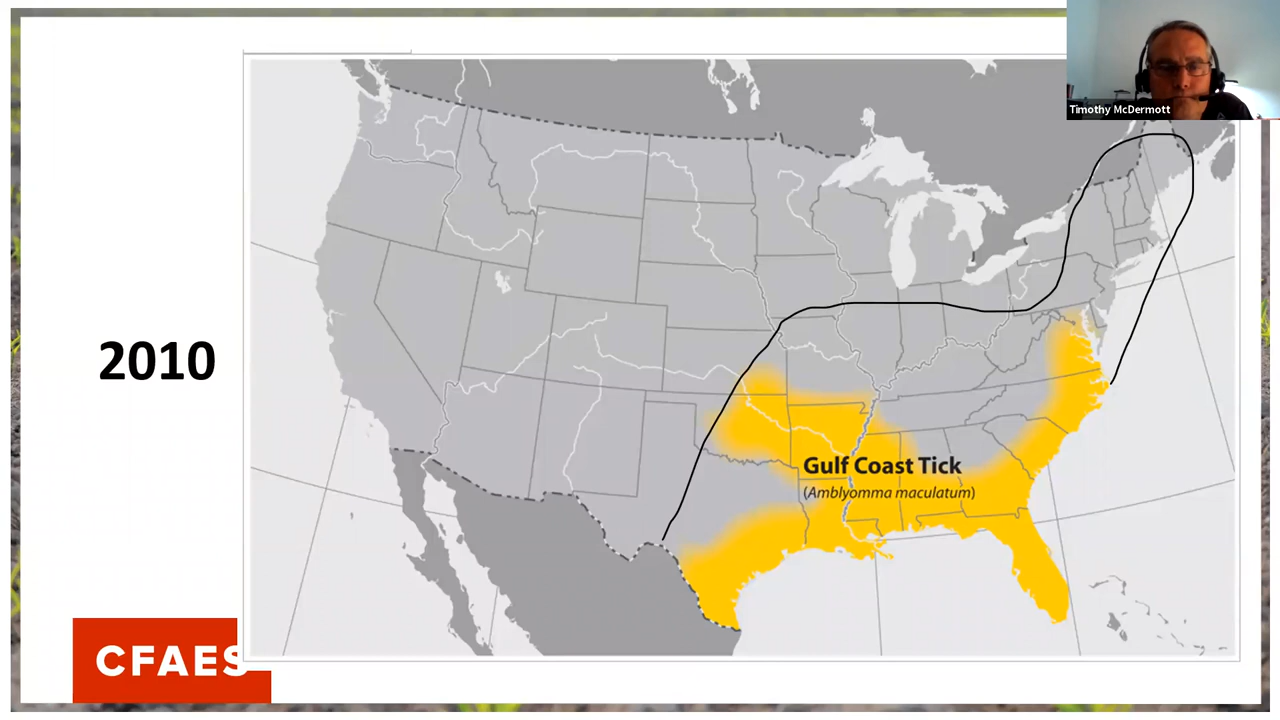 Timothy McDermott
2010
Gulf Coast Tick
(Amblyomma maculatum)
CFAES